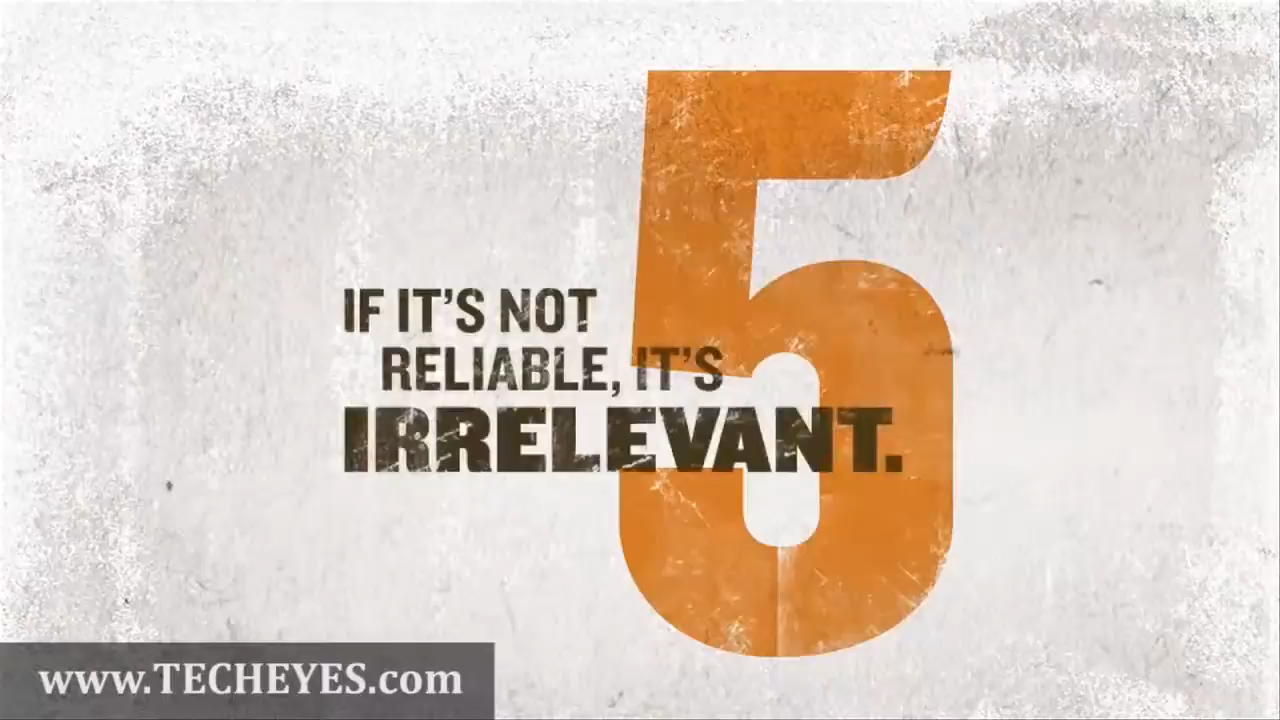 5
IF IT'S NOT
RELIABLE, IT'S
IRRELEVANT.
www.TECHEYES.com